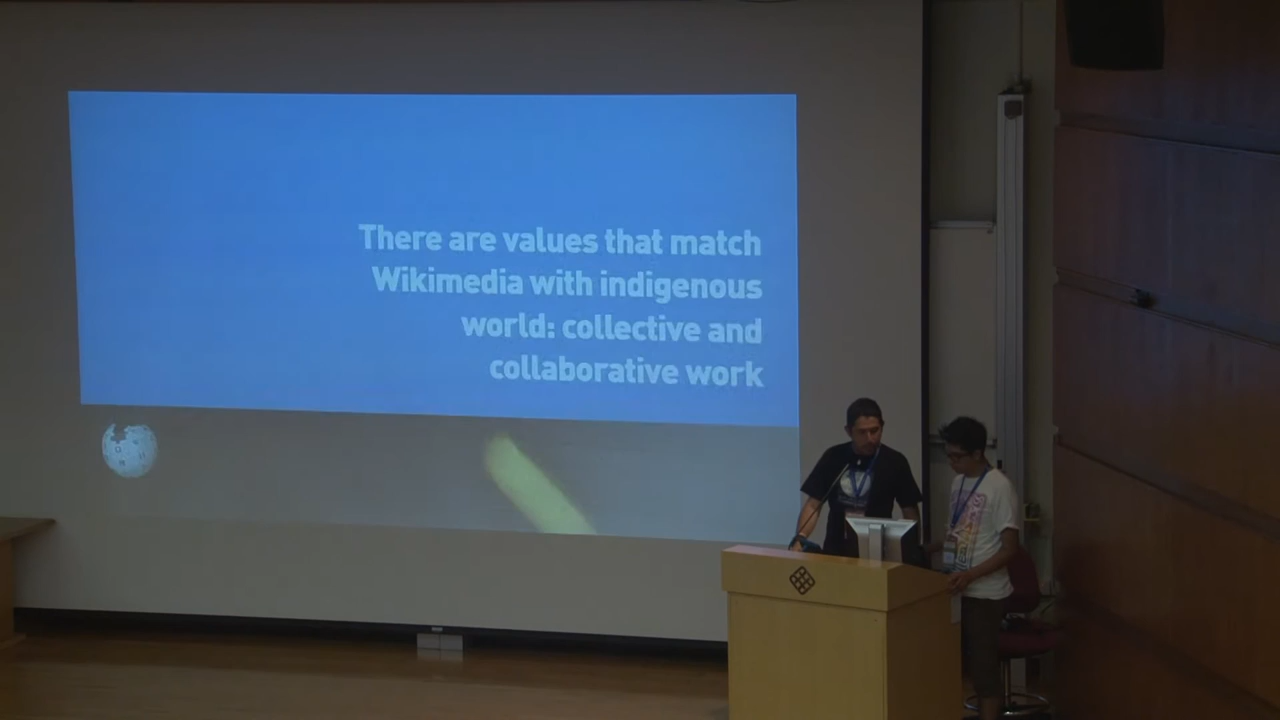 There are values that match
Wikimedia with indigenous
world: collective and
collaborative work